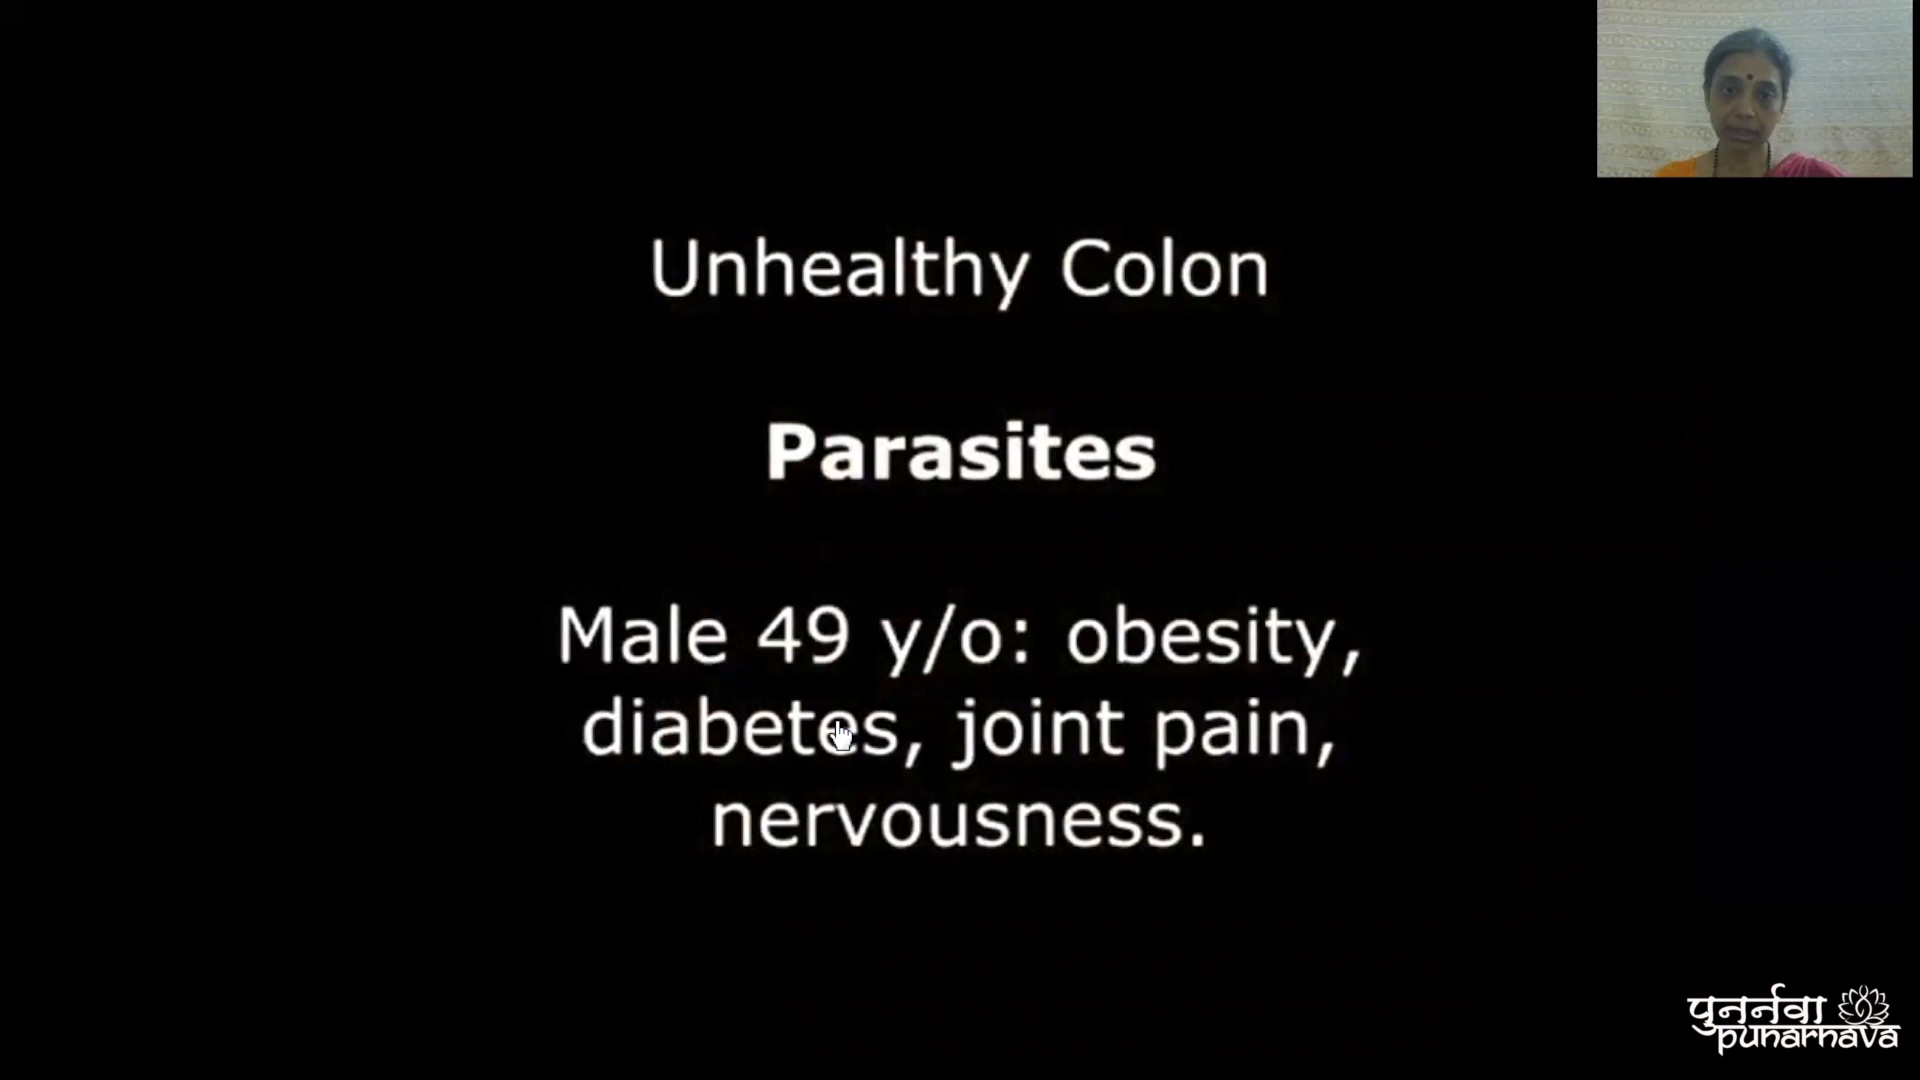 Unhealthy Colon
Parasites
Male 49 y/o: obesity,
diabetes, joint pain,
nervousness.
पुनर्नवा
punarnava